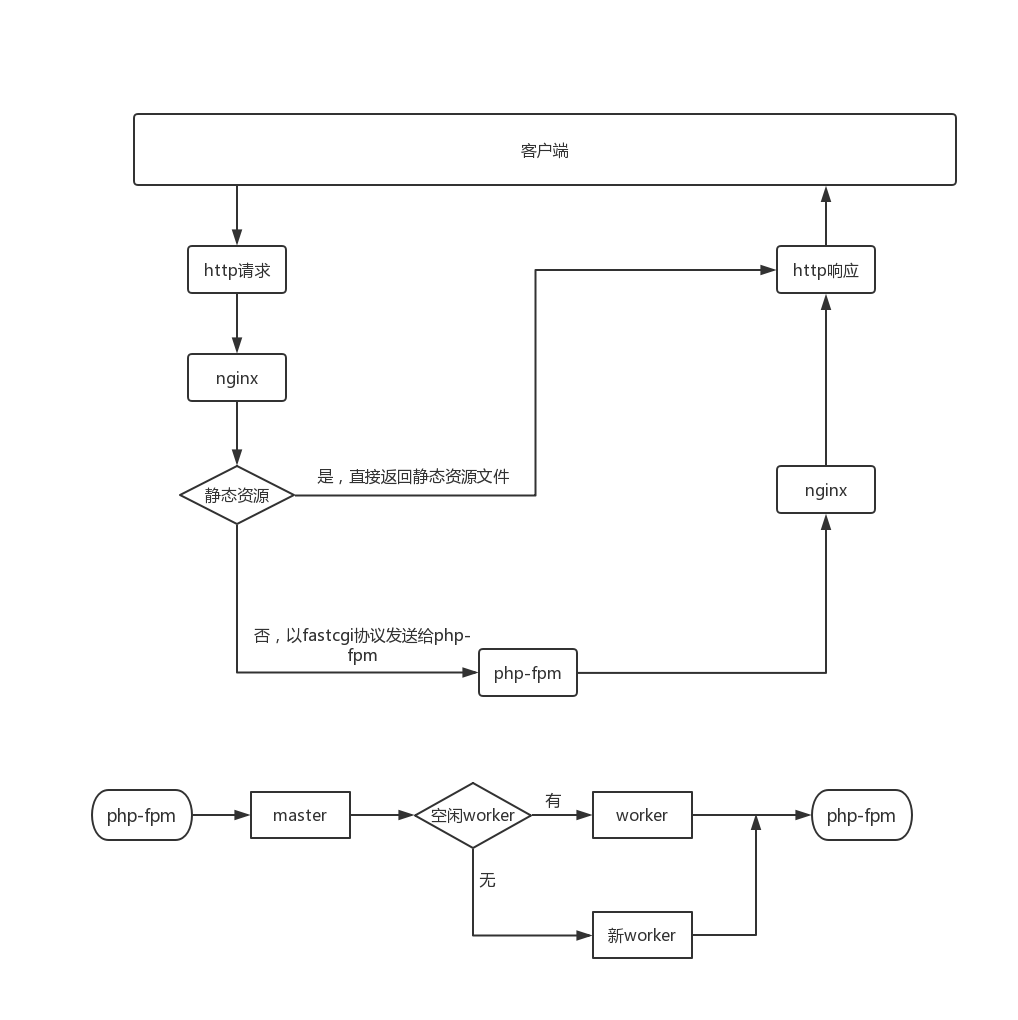 客户端
http请求
http响应
nginx
是，直接返回静态资源文件
静态资源
nginx
否，以fastcgi协议发送给php-
fpm
php-fpm
php-fpm
master
空闲worker
有
worker
php-fpm
无
新worker